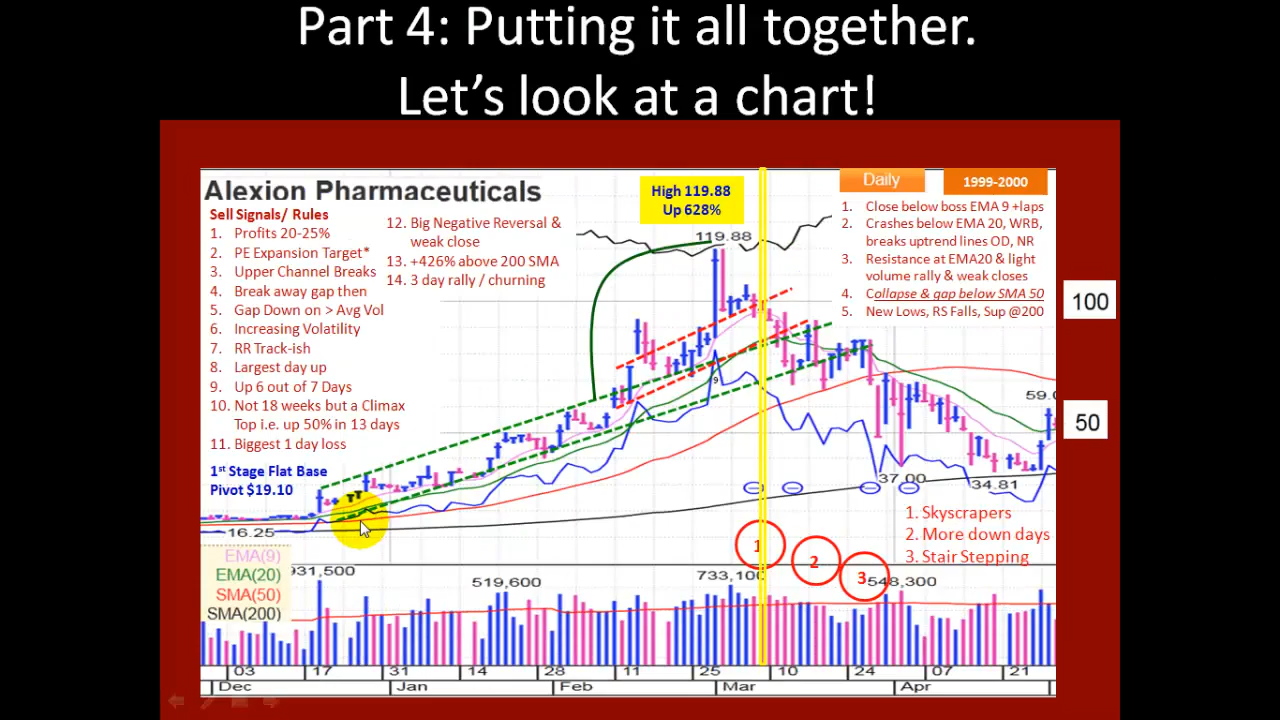 Part 4: Putting it all together.
Let's look at a chart!
Alexion Pharmaceuticals
Sell Signals/ Rules
1. Profits 20-25%
2. PE Expansion Target*
3. Upper Channel Breaks
4. Break away gap then
5. Gap Down on > Avg Vol
6. Increasing Volatility
7. RR Track-ish
8. Largest day up
9. Up 6 out of 7 Days
10. Not 18 weeks but a Climax
Top i.e. up 50% in 13 days
11. Biggest 1 day loss
12. Big Negative Reversal &
weak close
13. +426% above 200 SMA
14. 3 day rally / churning
High 119.88
Up 628%
119.88
Daily
1999-2000
1. Close below boss EMA 9 +laps
2. Crashes below EMA 20, WRB,
breaks uptrend lines OD, NR
3. Resistance at EMA20 & light
volume rally & weak closes
4. Collapse & gap below SMA 50
5. New Lows, RS Falls, Sup @200
100
50
9
59.0
1st Stage Flat Base
Pivot $19.10
37.00
34.81
16.25
1. Skyscrapers
2. More down days
3. Stair Stepping
1
2
3
EMA(9)
EMA(20)
SMA(50)
SMA(200)
931,500
519,600
733,100
548,300
03 17 31 14 28 11 25 10 24 07 21
Dec Jan Feb Mar Apr